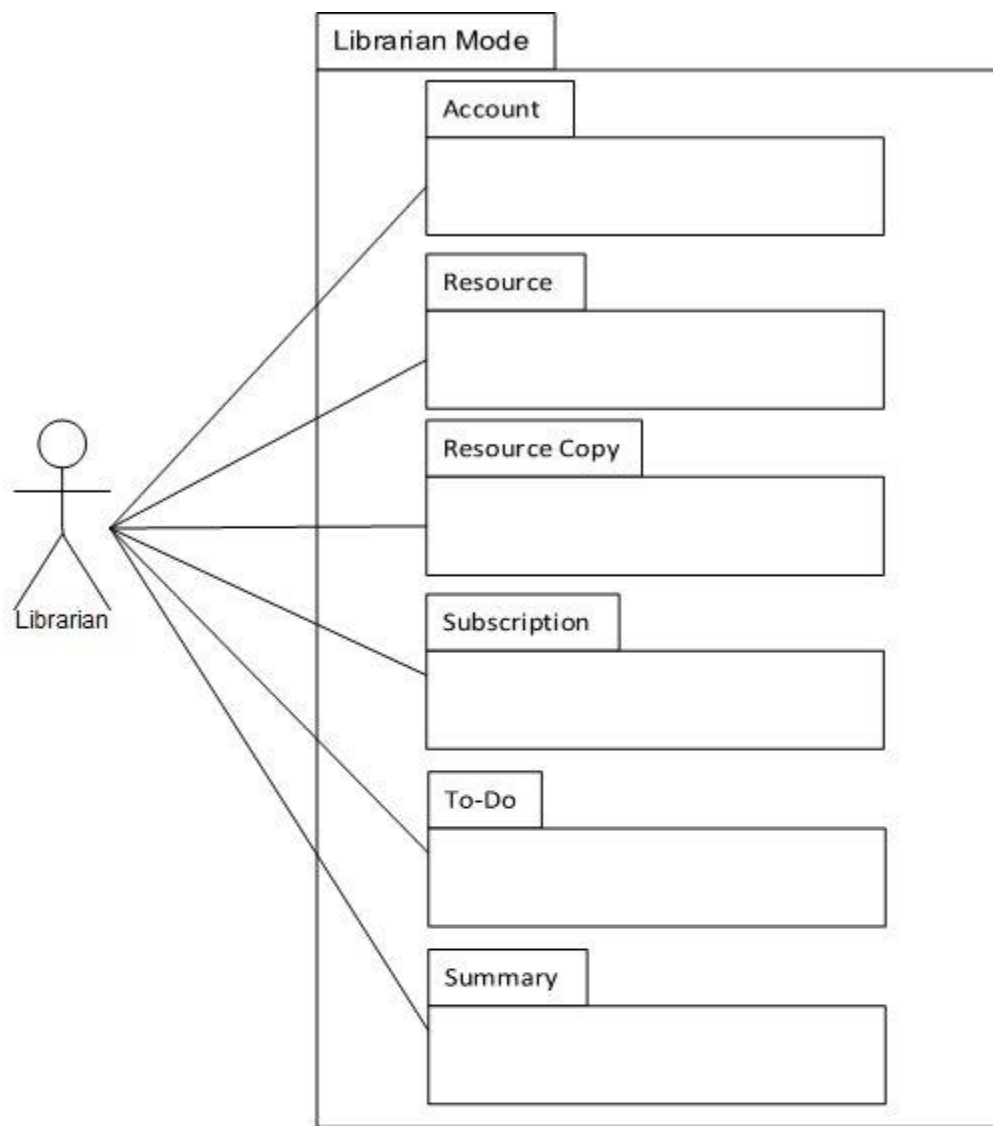 Librarian Mode
Account
Resource
Resource Copy
Librarian
Subscription
To-Do
Summary